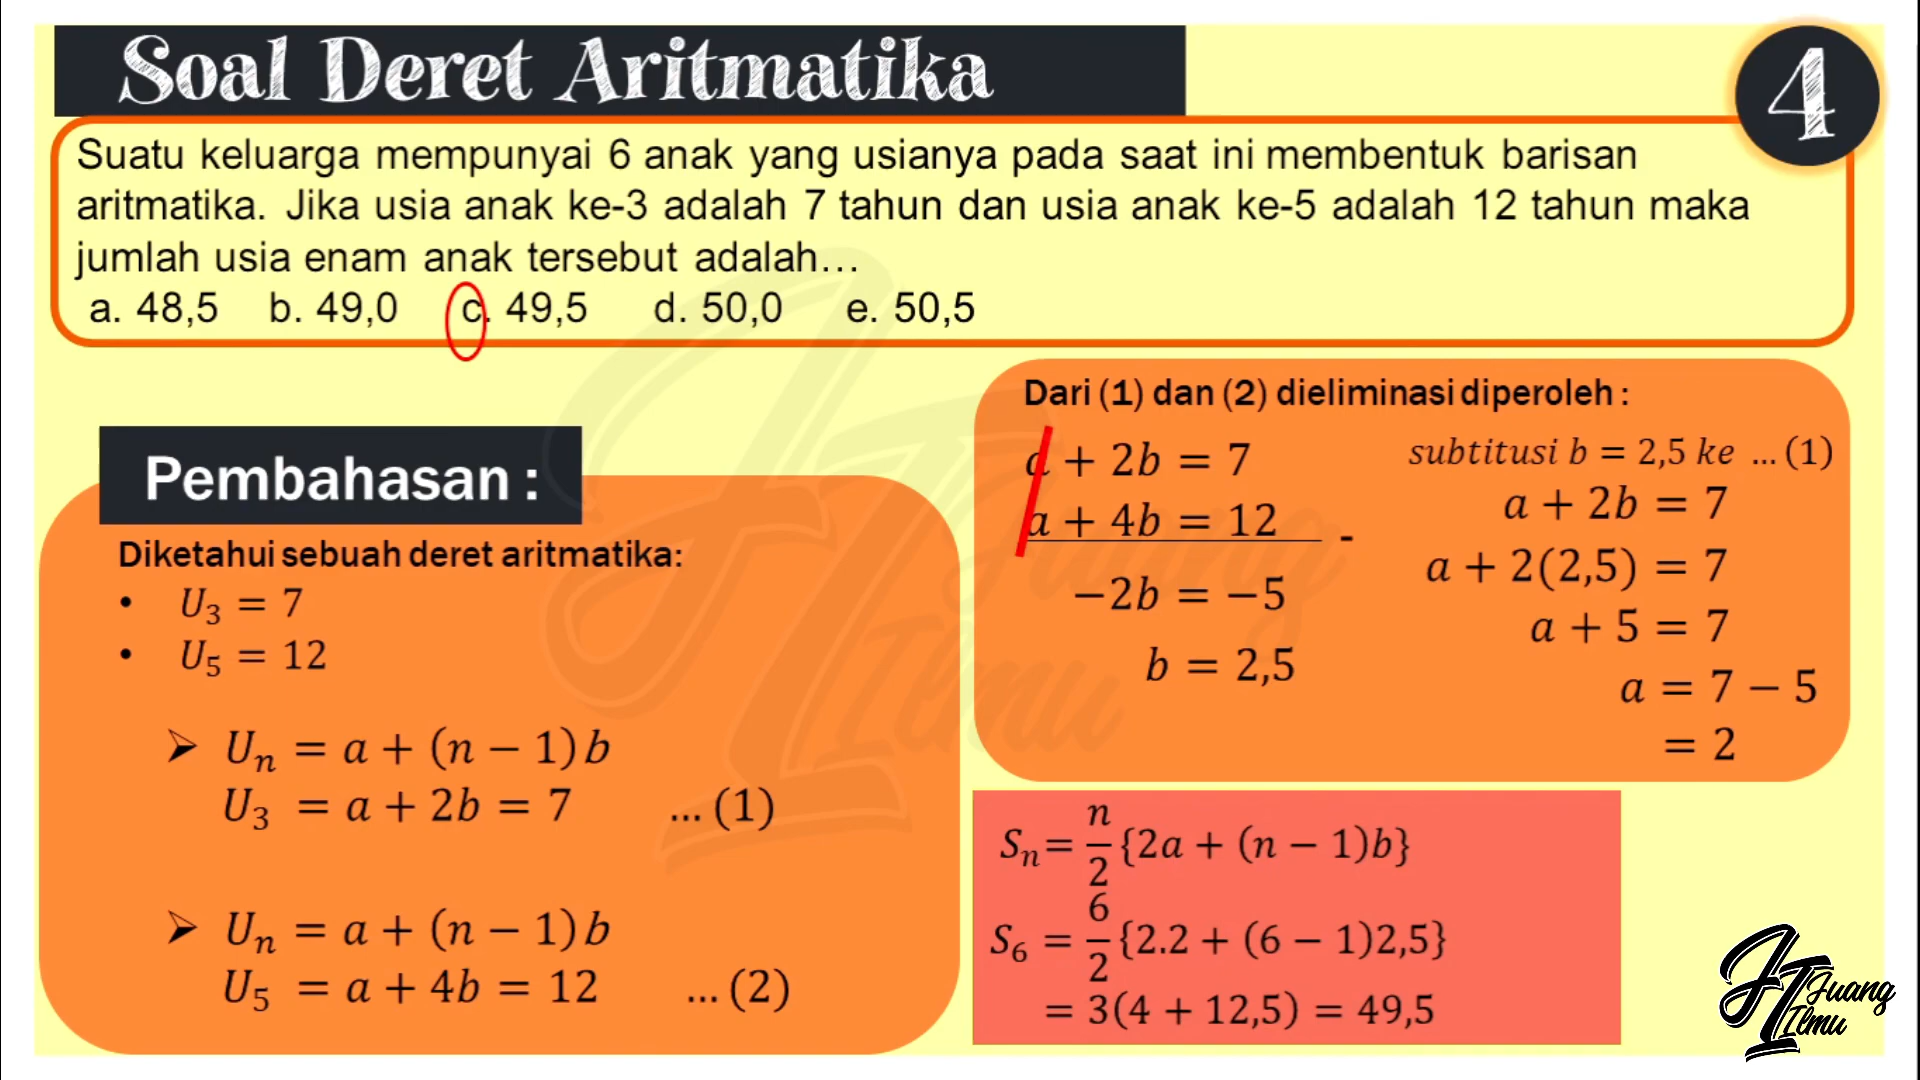 Soal Deret Aritmatika
4
Suatu keluarga mempunyai 6 anak yang usianya pada saat ini membentuk barisan
aritmatika. Jika usia anak ke-3 adalah 7 tahun dan usia anak ke-5 adalah 12 tahun maka
jumlah usia enam anak tersebut adalah...
a. 48,5 b. 49,0 c. 49,5 d. 50,0 e. 50,5
Pembahasan :
Diketahui sebuah deret aritmatika:
• U₃ = 7
• U₅ = 12
➢ Uₙ = a + (n − 1)b
U₃ = a + 2b = 7 ... (1)
➢ Uₙ = a + (n − 1)b
U₅ = a + 4b = 12 ... (2)
Dari (1) dan (2) dieliminasi diperoleh :
a + 2b = 7
a + 4b = 12 -
−2b = −5
b = 2,5
subtitusi b = 2,5 ke ... (1)
a + 2b = 7
a + 2(2,5) = 7
a + 5 = 7
a = 7 − 5
= 2
Sₙ = n/2 {2a + (n − 1)b}
S₆ = 6/2 {2.2 + (6 − 1)2,5}
= 3(4 + 12,5) = 49,5
Juang
Ilmu